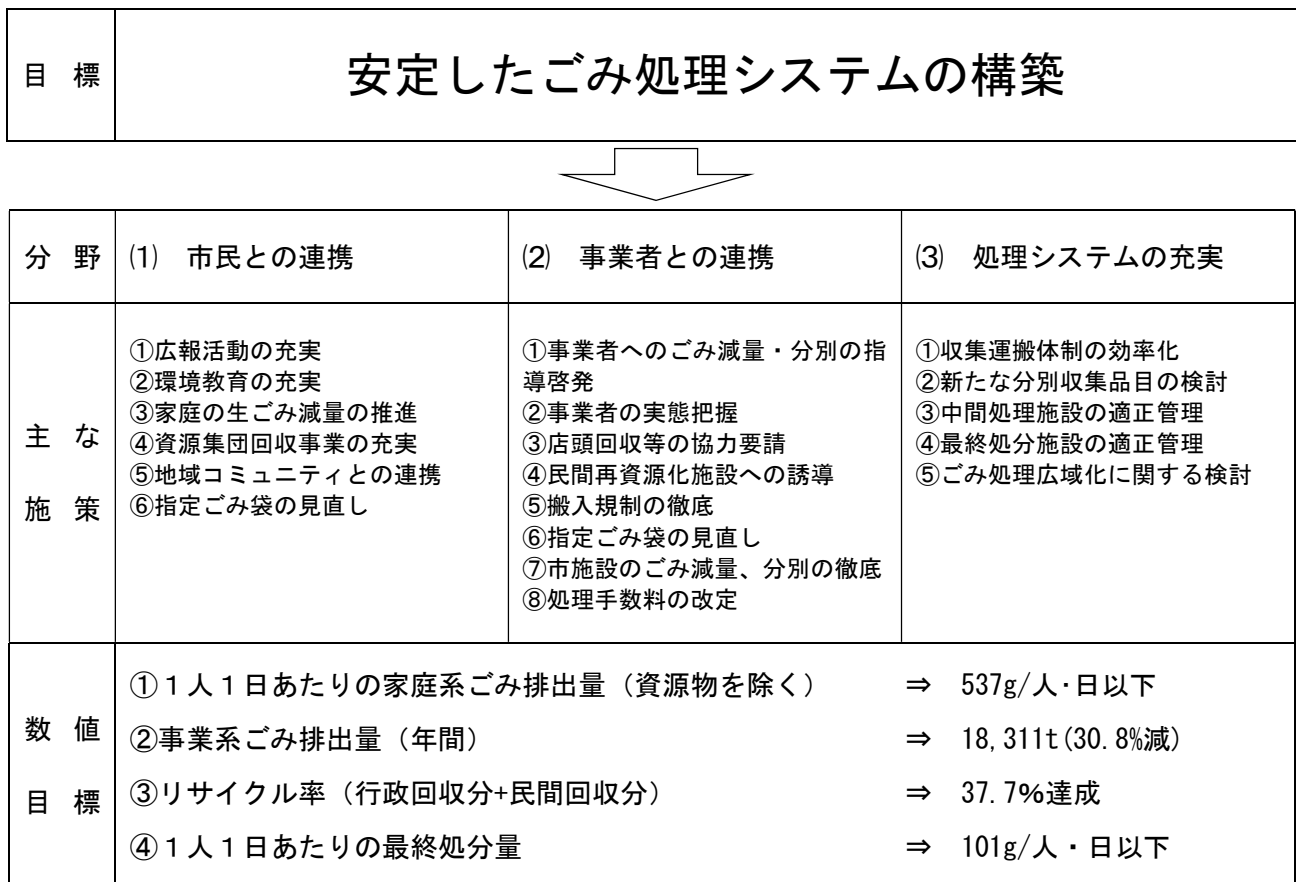 目 標
安定したごみ処理システムの構築
分 野
⑴ 市民との連携
⑵ 事業者との連携
⑶ 処理システムの充実
主 な
施 策
①広報活動の充実
②環境教育の充実
③家庭の生ごみ減量の推進
④資源集団回収事業の充実
⑤地域コミュニティとの連携
⑥指定ごみ袋の見直し
①事業者へのごみ減量・分別の指
導啓発
②事業者の実態把握
③店頭回収等の協力要請
④民間再資源化施設への誘導
⑤搬入規制の徹底
⑥指定ごみ袋の見直し
⑦市施設のごみ減量、分別の徹底
⑧処理手数料の改定
①収集運搬体制の効率化
②新たな分別収集品目の検討
③中間処理施設の適正管理
④最終処分施設の適正管理
⑤ごみ処理広域化に関する検討
数 値
目 標
①１人１日あたりの家庭系ごみ排出量（資源物を除く） ⇒ 537g/人･日以下
②事業系ごみ排出量（年間） ⇒ 18,311t(30.8%減)
③リサイクル率（行政回収分+民間回収分） ⇒ 37.7%達成
④１人１日あたりの最終処分量 ⇒ 101g/人・日以下